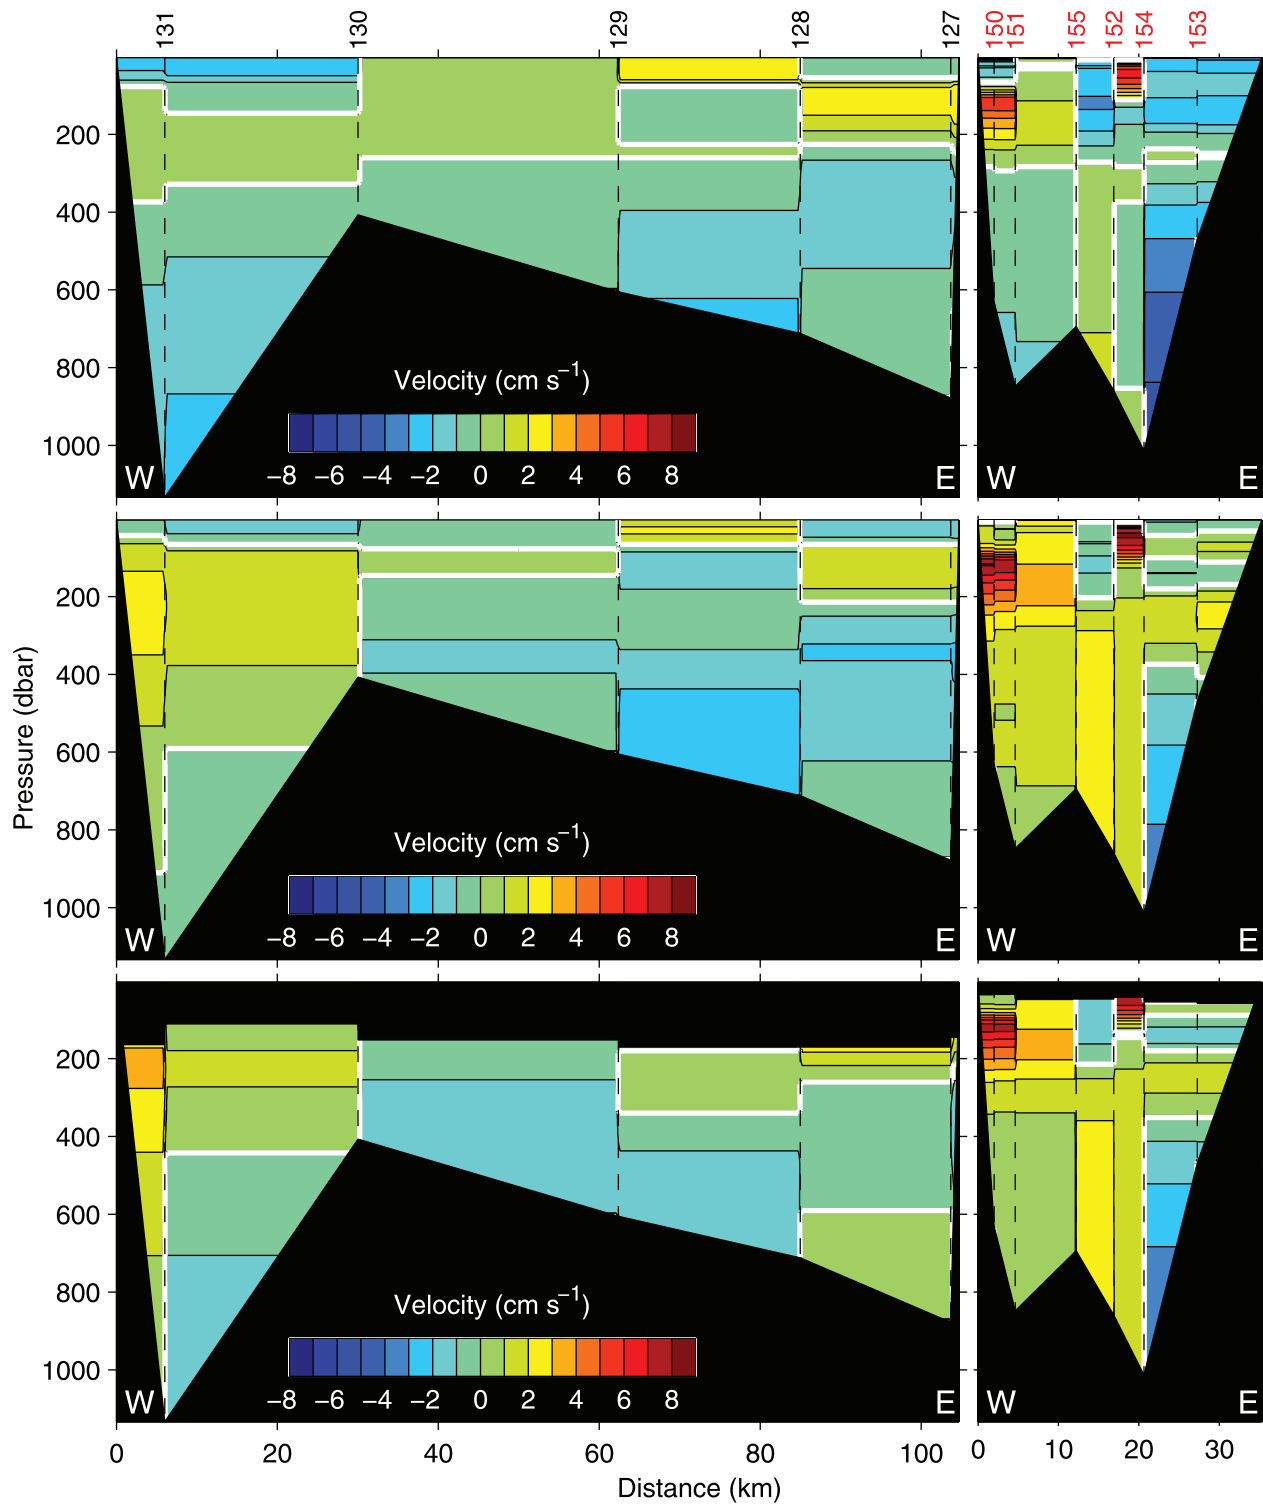 131 130 129 128 127 150 151 155 152 154 153
200
400
600
800
1000
Velocity (cm s−1)
−8 −6 −4 −2 0 2 4 6 8
W E W E
200
400
600
800
1000
Velocity (cm s−1)
−8 −6 −4 −2 0 2 4 6 8
W E W E
Pressure (dbar)
200
400
600
800
1000
Velocity (cm s−1)
−8 −6 −4 −2 0 2 4 6 8
W E W E
0 20 40 60 80 100 0 10 20 30
Distance (km)